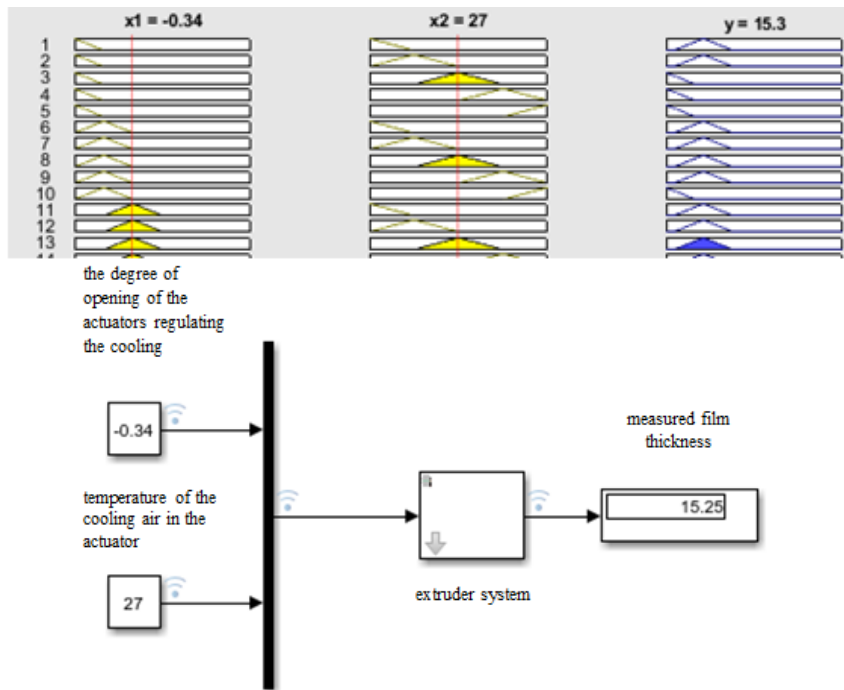 x1 = -0.34 x2 = 27 y = 15.3
1
2
3
4
5
6
7
8
9
10
11
12
13
the degree of
opening of the
actuators regulating
the cooling
-0.34
measured film
thickness
temperature of the
cooling air in the
actuator
15.25
27
extruder system